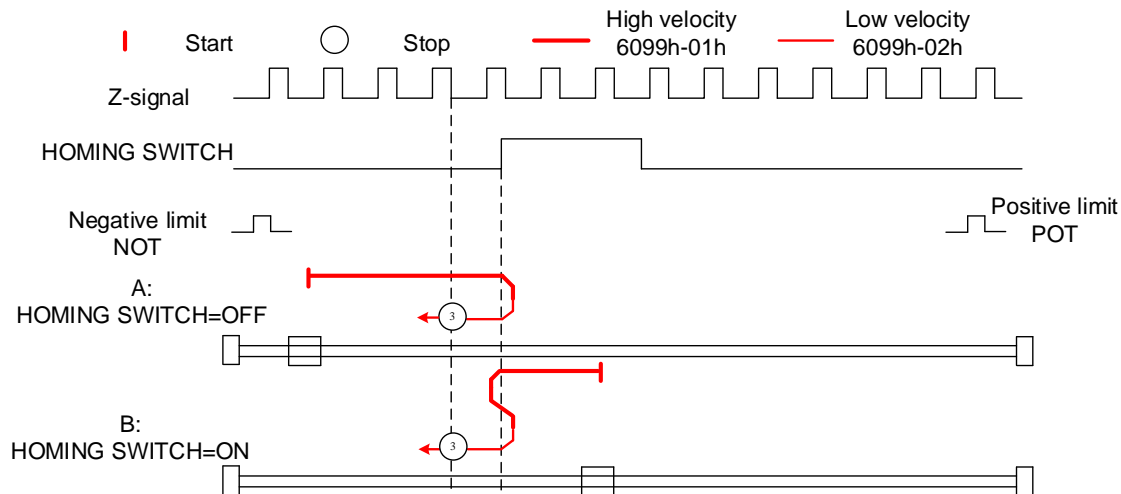 Start
Stop
High velocity
6099h-01h
Low velocity
6099h-02h
Z-signal
HOMING SWITCH
Negative limit
NOT
Positive limit
POT
A:
HOMING SWITCH=OFF
3
B:
HOMING SWITCH=ON
3